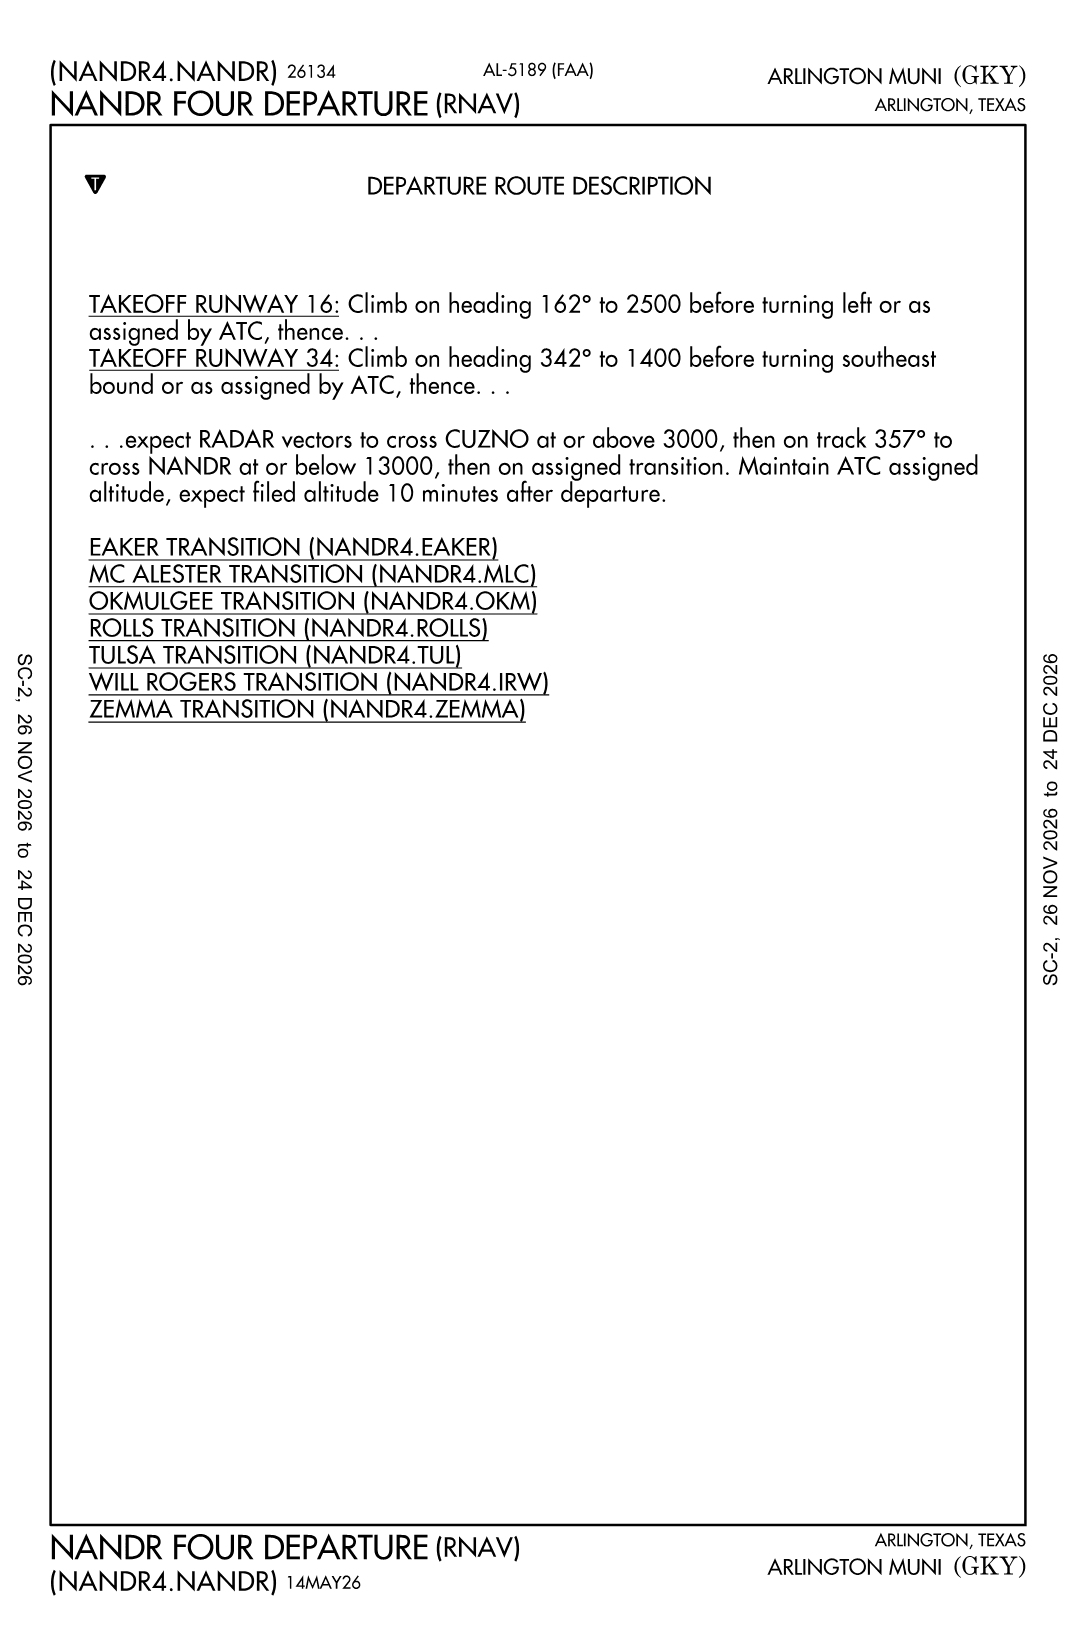 (NANDR4.NANDR) 26134
AL-5189 (FAA)
ARLINGTON MUNI (GKY)
NANDR FOUR DEPARTURE (RNAV)
ARLINGTON, TEXAS
T
DEPARTURE ROUTE DESCRIPTION
TAKEOFF RUNWAY 16: Climb on heading 162° to 2500 before turning left or as
assigned by ATC, thence. . .
TAKEOFF RUNWAY 34: Climb on heading 342° to 1400 before turning southeast
bound or as assigned by ATC, thence. . .
. . .expect RADAR vectors to cross CUZNO at or above 3000, then on track 357° to
cross NANDR at or below 13000, then on assigned transition. Maintain ATC assigned
altitude, expect filed altitude 10 minutes after departure.
EAKER TRANSITION (NANDR4.EAKER)
MC ALESTER TRANSITION (NANDR4.MLC)
OKMULGEE TRANSITION (NANDR4.OKM)
ROLLS TRANSITION (NANDR4.ROLLS)
TULSA TRANSITION (NANDR4.TUL)
WILL ROGERS TRANSITION (NANDR4.IRW)
ZEMMA TRANSITION (NANDR4.ZEMMA)
SC-2, 26 NOV 2026 to 24 DEC 2026
SC-2, 26 NOV 2026 to 24 DEC 2026
NANDR FOUR DEPARTURE (RNAV)
ARLINGTON, TEXAS
(NANDR4.NANDR) 14MAY26
ARLINGTON MUNI (GKY)